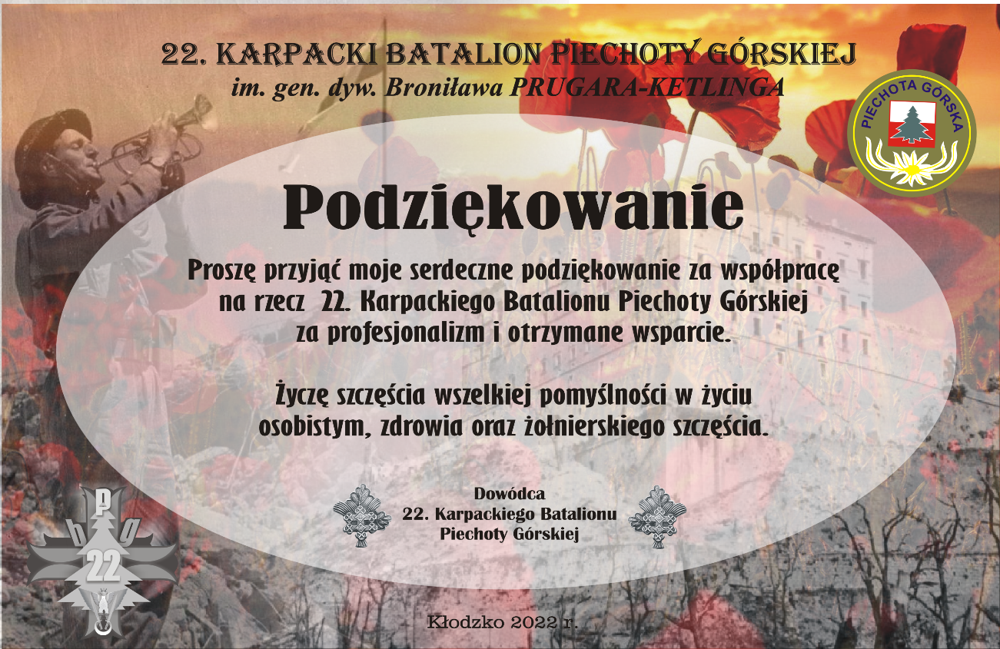 22. KARPACKI BATALION PIECHOTY GÓRSKIEJ
im. gen. dyw. Broniława PRUGARA-KETLINGA
PIECHOTA GÓRSKA
Podziękowanie
Proszę przyjąć moje serdeczne podziękowanie za współpracę
na rzecz 22. Karpackiego Batalionu Piechoty Górskiej
za profesjonalizm i otrzymane wsparcie.
Życzę szczęścia wszelkiej pomyślności w życiu
osobistym, zdrowia oraz żołnierskiego szczęścia.
Dowódca
22. Karpackiego Batalionu
Piechoty Górskiej
b p g
22
Kłodzko 2022 r.